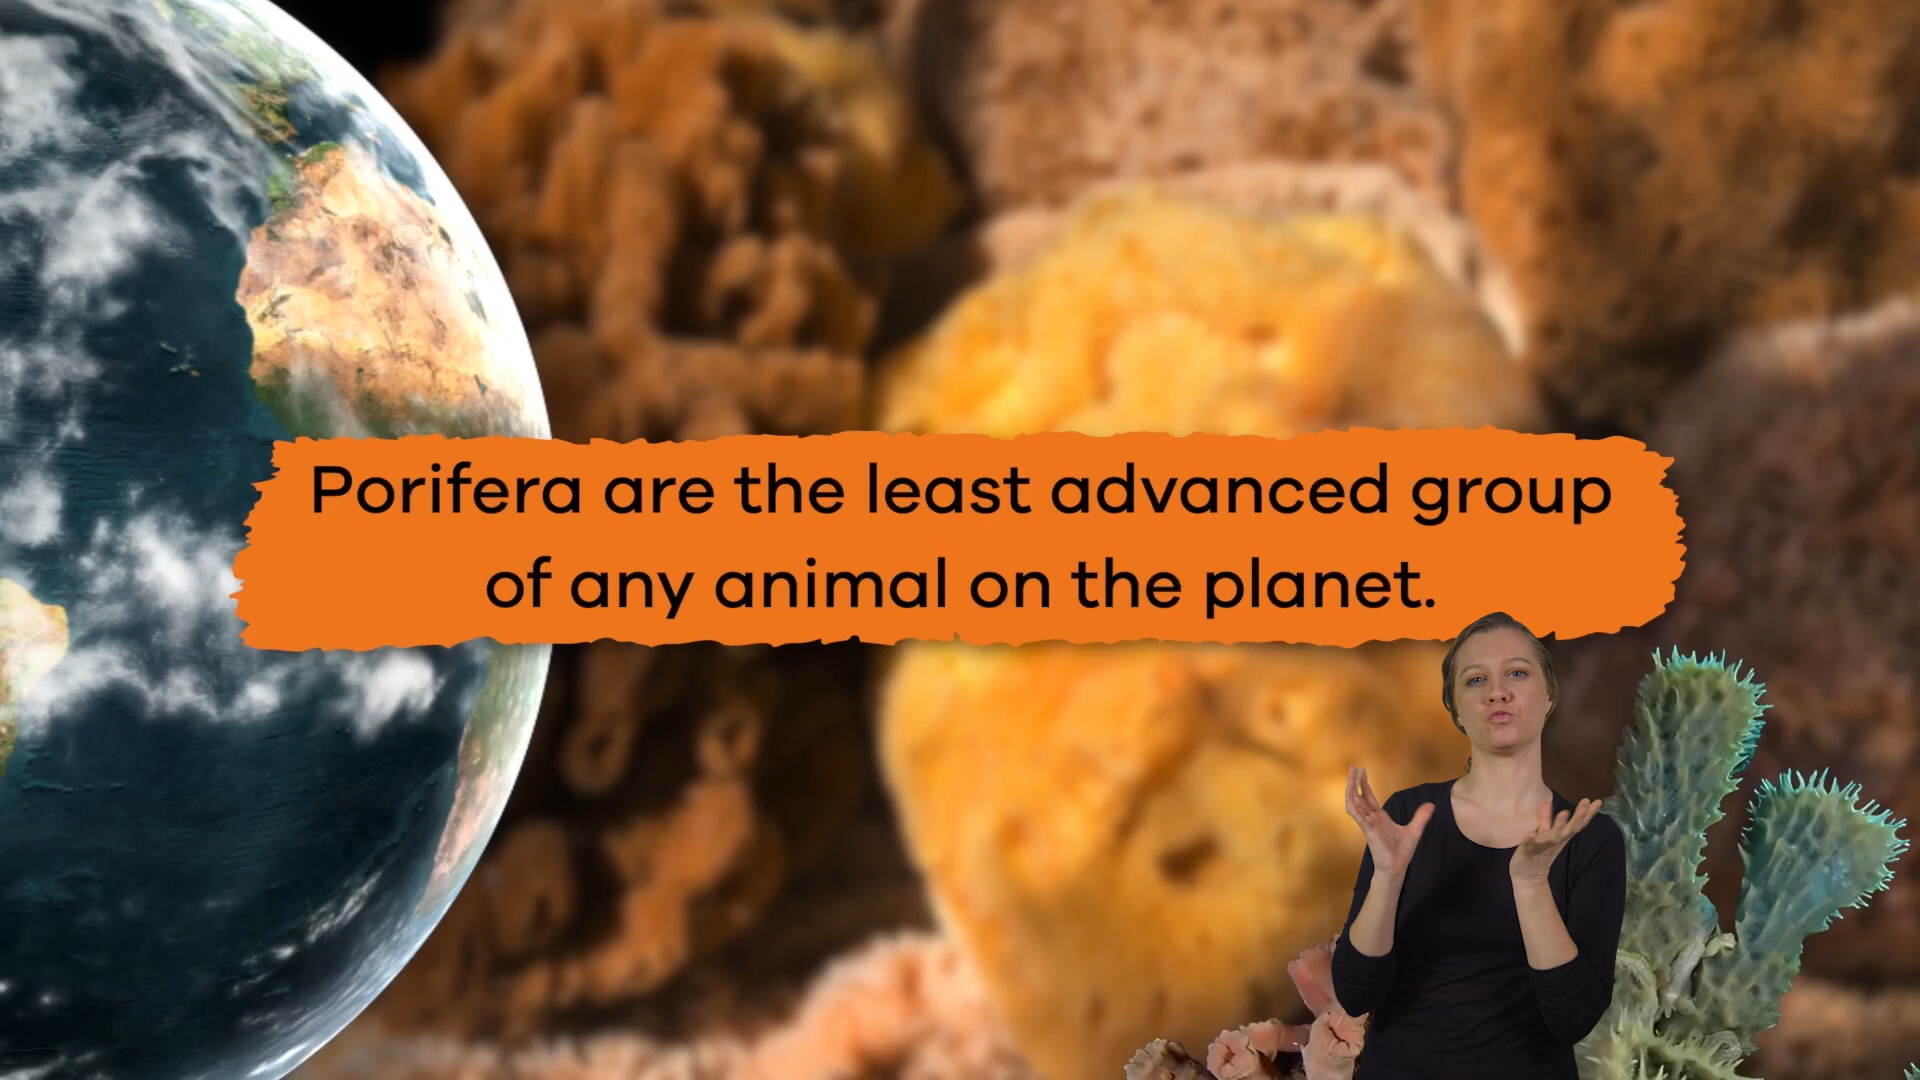 Porifera are the least advanced group
of any animal on the planet.